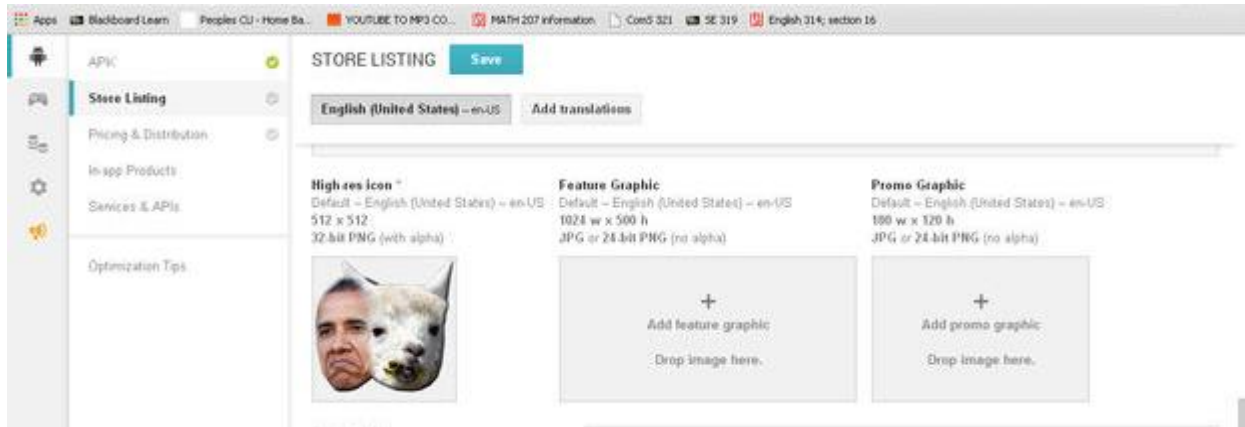 Apps Blackboard Learn Peoples CU - Home Ba... YOUTUBE TO MP3 CO... MATH 207 information ComS 321 SE 319 English 314; section 16
APK
Store Listing
Pricing & Distribution
In-app Products
Services & APIs
Optimization Tips
STORE LISTING Save
English (United States) – en-US Add translations
High-res icon *
Default – English (United States) – en-US
512 x 512
32-bit PNG (with alpha)
Feature Graphic
Default – English (United States) – en-US
1024 w x 500 h
JPG or 24-bit PNG (no alpha)
+
Add feature graphic
Drop image here.
Promo Graphic
Default – English (United States) – en-US
180 w x 120 h
JPG or 24-bit PNG (no alpha)
+
Add promo graphic
Drop image here.